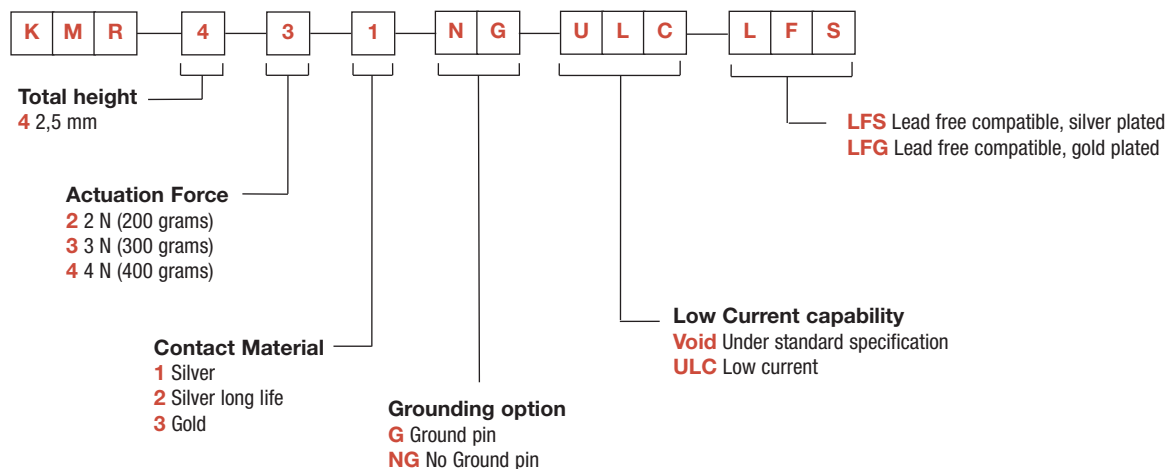 K M R 4 3 1 N G U L C L F S
Total height
4 2,5 mm
LFS Lead free compatible, silver plated
LFG Lead free compatible, gold plated
Actuation Force
2 2 N (200 grams)
3 3 N (300 grams)
4 4 N (400 grams)
Low Current capability
Void Under standard specification
ULC Low current
Contact Material
1 Silver
2 Silver long life
3 Gold
Grounding option
G Ground pin
NG No Ground pin